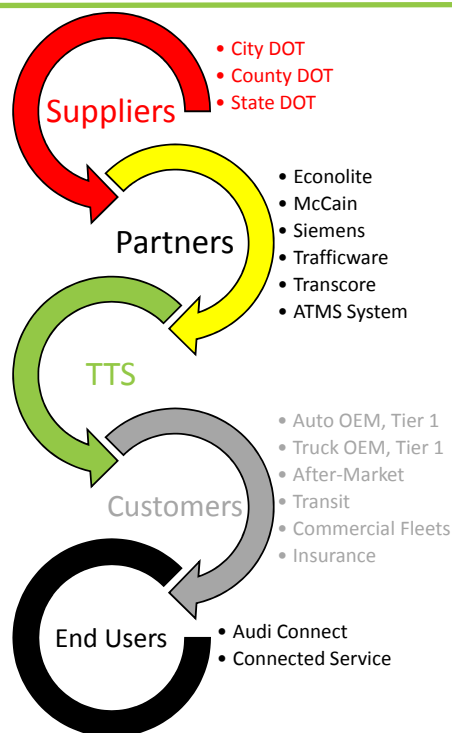 • City DOT
• County DOT
• State DOT
Suppliers
• Econolite
• McCain
• Siemens
• Trafficware
• Transcore
• ATMS System
Partners
TTS
• Auto OEM, Tier 1
• Truck OEM, Tier 1
• After-Market
• Transit
• Commercial Fleets
• Insurance
Customers
End Users
• Audi Connect
• Connected Service